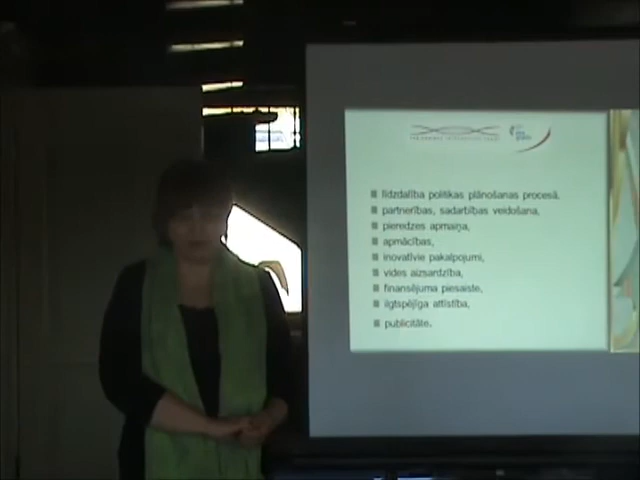 līdzdalība politikas plānošanas procesā,
partnerības, sadarbības veidošana,
pieredzes apmaiņa,
apmācības,
inovatīvie pakalpojumi,
vides aizsardzība,
finansējuma piesaiste,
ilgtspējīga attīstība,
publicitāte.